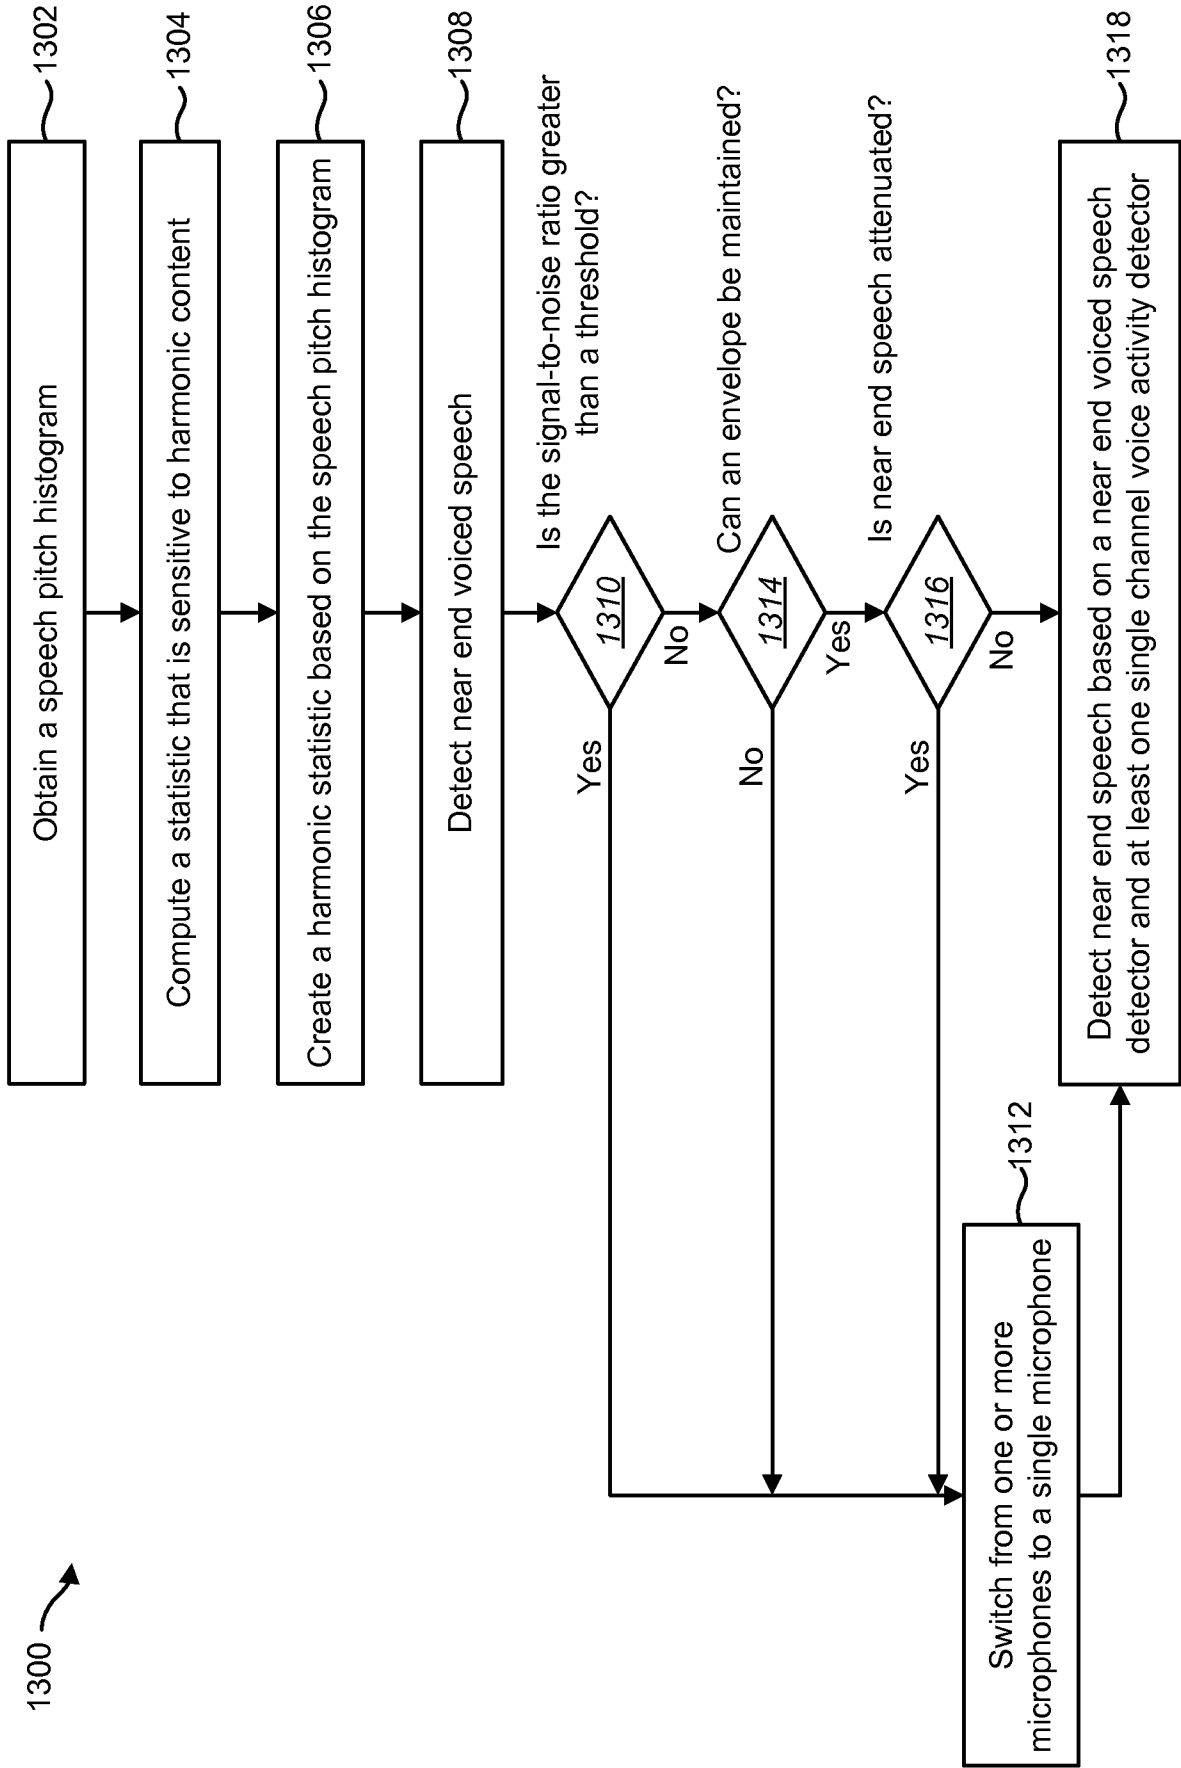 1300
Obtain a speech pitch histogram
1302
Compute a statistic that is sensitive to harmonic content
1304
Create a harmonic statistic based on the speech pitch histogram
1306
Detect near end voiced speech
1308
Is the signal-to-noise ratio greater
than a threshold?
1310
Yes
No
Can an envelope be maintained?
1314
No
Yes
Is near end speech attenuated?
1316
Yes
No
1312
Switch from one or more
microphones to a single microphone
1318
Detect near end speech based on a near end voiced speech
detector and at least one single channel voice activity detector